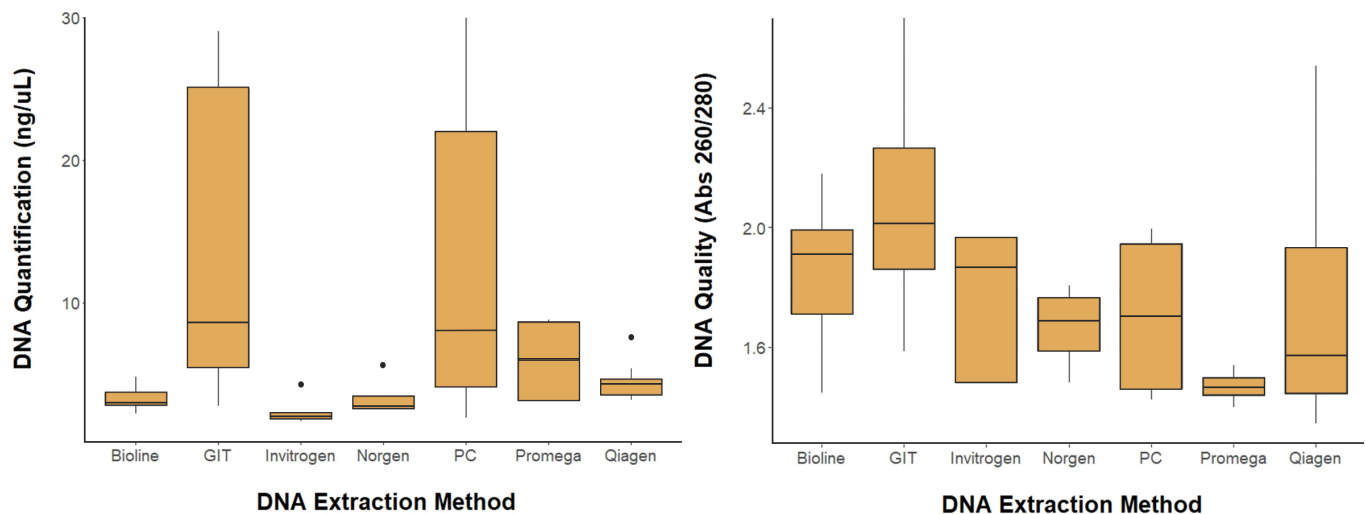 DNA Quantification (ng/uL)
30
20
10
Bioline GIT Invitrogen Norgen PC Promega Qiagen
DNA Extraction Method
DNA Quality (Abs 260/280)
2.4
2.0
1.6
Bioline GIT Invitrogen Norgen PC Promega Qiagen
DNA Extraction Method